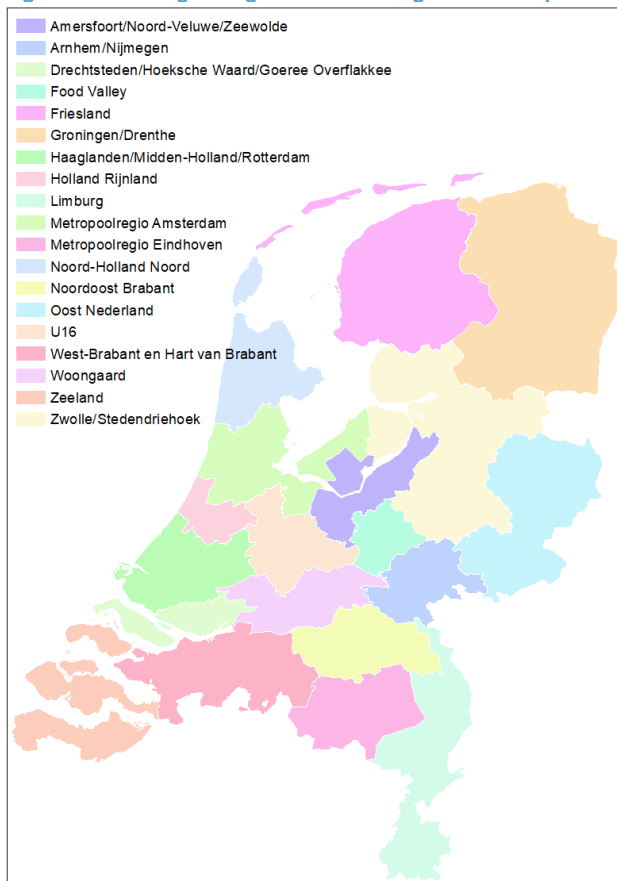 Amersfoort/Noord-Veluwe/Zeewolde
Arnhem/Nijmegen
Drechtsteden/Hoeksche Waard/Goeree Overflakkee
Food Valley
Friesland
Groningen/Drenthe
Haaglanden/Midden-Holland/Rotterdam
Holland Rijnland
Limburg
Metropoolregio Amsterdam
Metropoolregio Eindhoven
Noord-Holland Noord
Noordoost Brabant
Oost Nederland
U16
West-Brabant en Hart van Brabant
Woongaard
Zeeland
Zwolle/Stedendriehoek